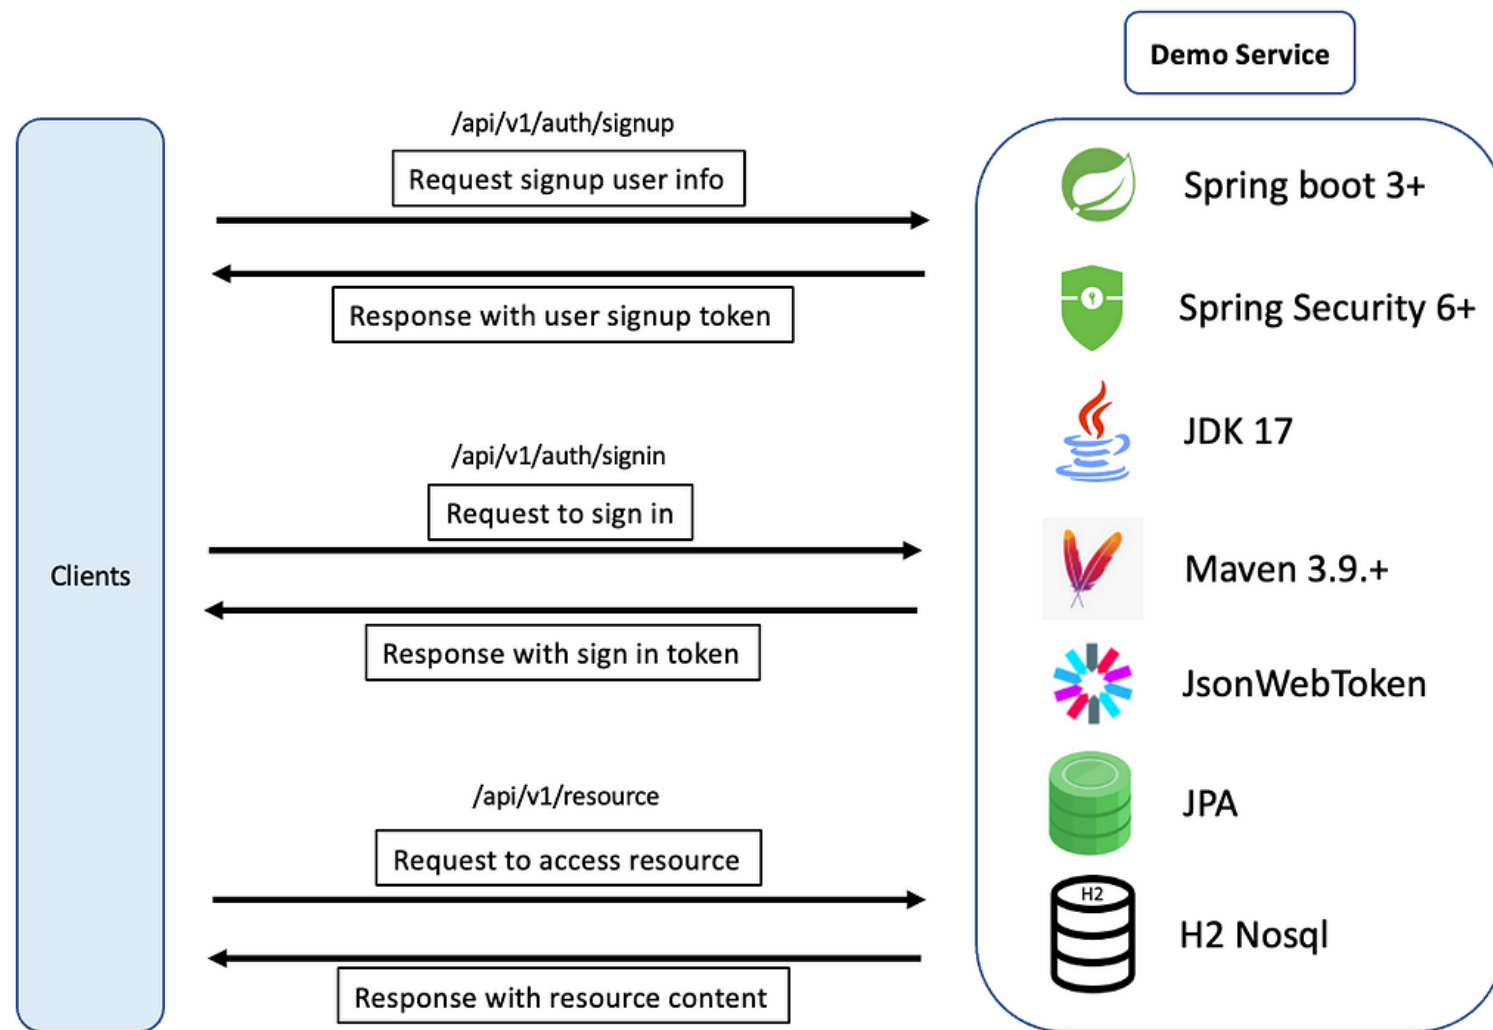 Demo Service
Clients
/api/v1/auth/signup
Request signup user info
Response with user signup token
/api/v1/auth/signin
Request to sign in
Response with sign in token
/api/v1/resource
Request to access resource
Response with resource content
Spring boot 3+
Spring Security 6+
JDK 17
Maven 3.9.+
JsonWebToken
JPA
H2
H2 Nosql